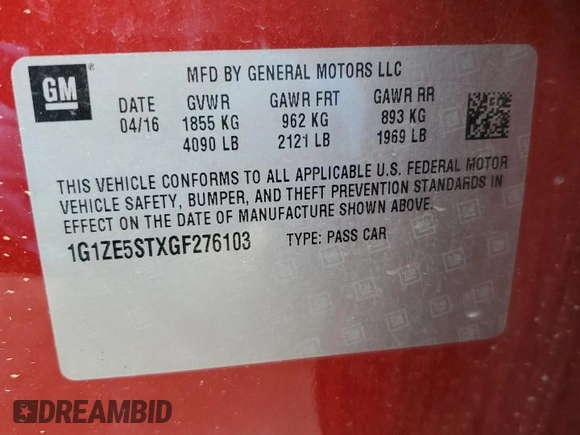 GM®
MFD BY GENERAL MOTORS LLC
DATE GVWR GAWR FRT GAWR RR
04/16 1855 KG 962 KG 893 KG
4090 LB 2121 LB 1969 LB
THIS VEHICLE CONFORMS TO ALL APPLICABLE U.S. FEDERAL MOTOR
VEHICLE SAFETY, BUMPER, AND THEFT PREVENTION STANDARDS IN
EFFECT ON THE DATE OF MANUFACTURE SHOWN ABOVE.
1G1ZE5STXGF276103 TYPE: PASS CAR
DREAMBID